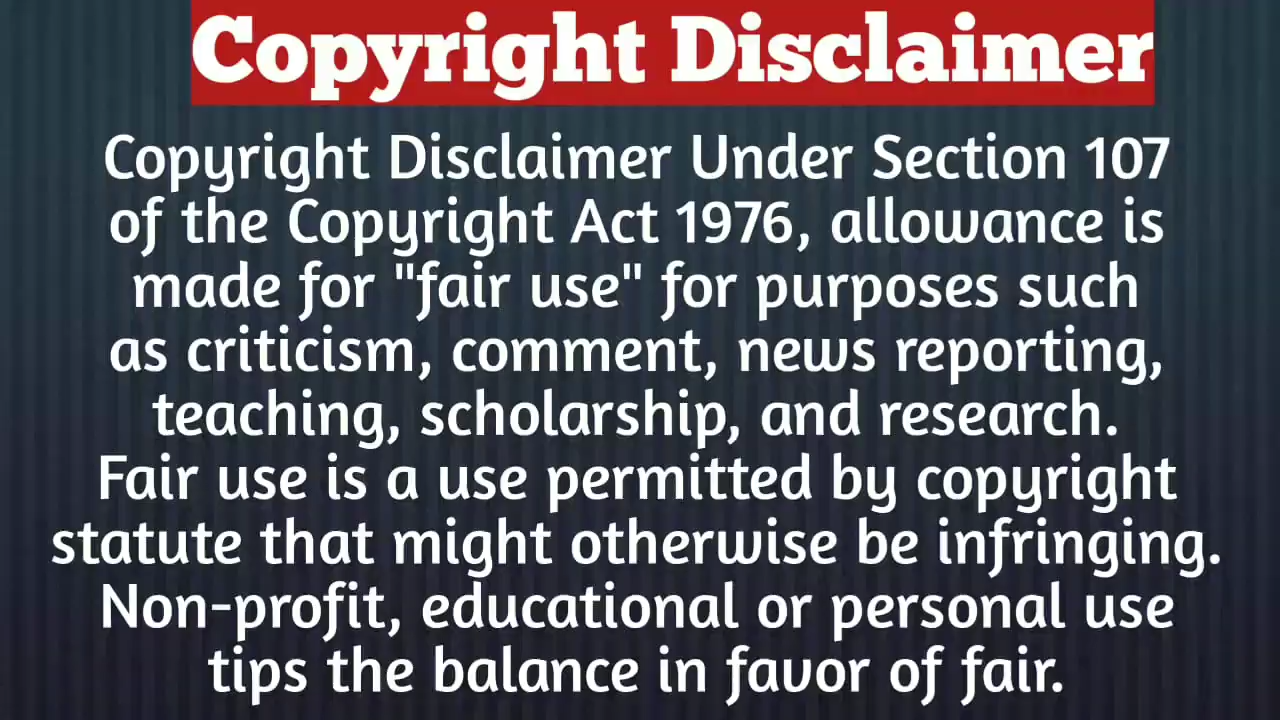 Copyright Disclaimer
Copyright Disclaimer Under Section 107
of the Copyright Act 1976, allowance is
made for "fair use" for purposes such
as criticism, comment, news reporting,
teaching, scholarship, and research.
Fair use is a use permitted by copyright
statute that might otherwise be infringing.
Non-profit, educational or personal use
tips the balance in favor of fair.